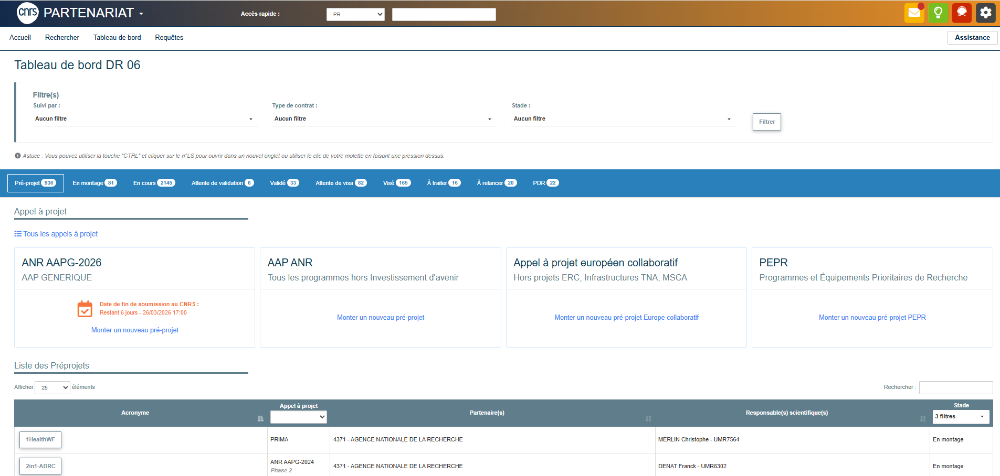 cnrs PARTENARIAT
Accès rapide :
PR
Accueil
Rechercher
Tableau de bord
Requêtes
Assistance
Tableau de bord DR 06
Filtre(s)
Suivi par :
Aucun filtre
Type de contrat :
Aucun filtre
Stade :
Aucun filtre
Filtrer
Astuce : Vous pouvez utiliser la touche "CTRL" et cliquer sur le n°LS pour ouvrir dans un nouvel onglet ou utiliser le clic de votre molette en faisant une pression dessus.
Pré-projet 936
En montage 81
En cours 2145
Attente de validation 6
Validé 33
Attente de visa 82
Visé 165
À traiter 16
À relancer 20
PDR 22
Appel à projet
Tous les appels à projet
ANR AAPG-2026
AAP GENERIQUE
Date de fin de soumission au CNRS :
Restant 6 jours - 26/03/2026 17:00
Monter un nouveau pré-projet
AAP ANR
Tous les programmes hors Investissement d'avenir
Monter un nouveau pré-projet
Appel à projet européen collaboratif
Hors projets ERC, Infrastructures TNA, MSCA
Monter un nouveau pré-projet Europe collaboratif
PEPR
Programmes et Équipements Prioritaires de Recherche
Monter un nouveau pré-projet PEPR
Liste des Préprojets
Afficher 25 éléments
Rechercher :
Acronyme
Appel à projet
Partenaire(s)
Responsable(s) scientifique(s)
Stade
3 filtres
1HealthWF
PRIMA
4371 - AGENCE NATIONALE DE LA RECHERCHE
MERLIN Christophe - UMR7564
En montage
2in1-ADRC
ANR AAPG-2024
Phase 2
4371 - AGENCE NATIONALE DE LA RECHERCHE
DENAT Franck - UMR6302
En montage